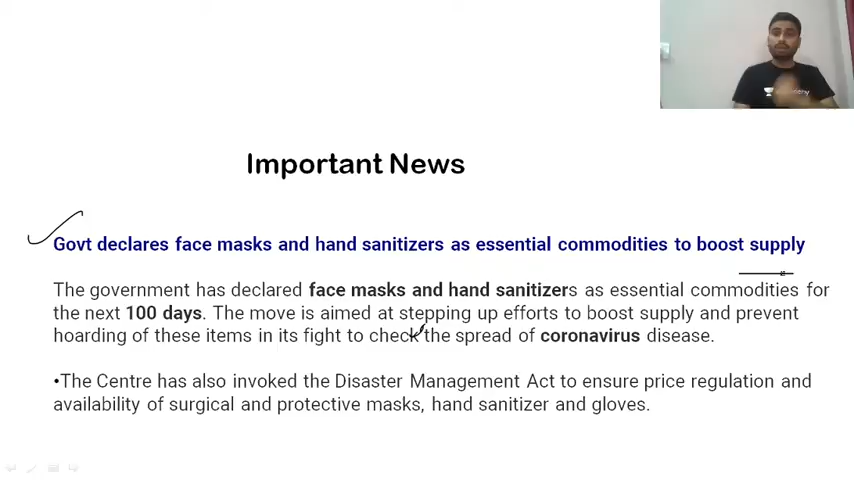 Important News
Govt declares face masks and hand sanitizers as essential commodities to boost supply
The government has declared face masks and hand sanitizers as essential commodities for
the next 100 days. The move is aimed at stepping up efforts to boost supply and prevent
hoarding of these items in its fight to check the spread of coronavirus disease.
•The Centre has also invoked the Disaster Management Act to ensure price regulation and
availability of surgical and protective masks, hand sanitizer and gloves.